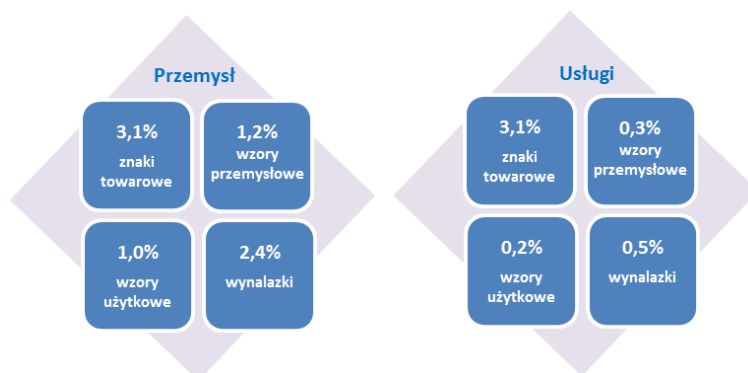 Przemysł
3,1%
znaki
towarowe
1,2%
wzory
przemysłowe
1,0%
wzory
użytkowe
2,4%
wynalazki
Usługi
3,1%
znaki
towarowe
0,3%
wzory
przemysłowe
0,2%
wzory
użytkowe
0,5%
wynalazki